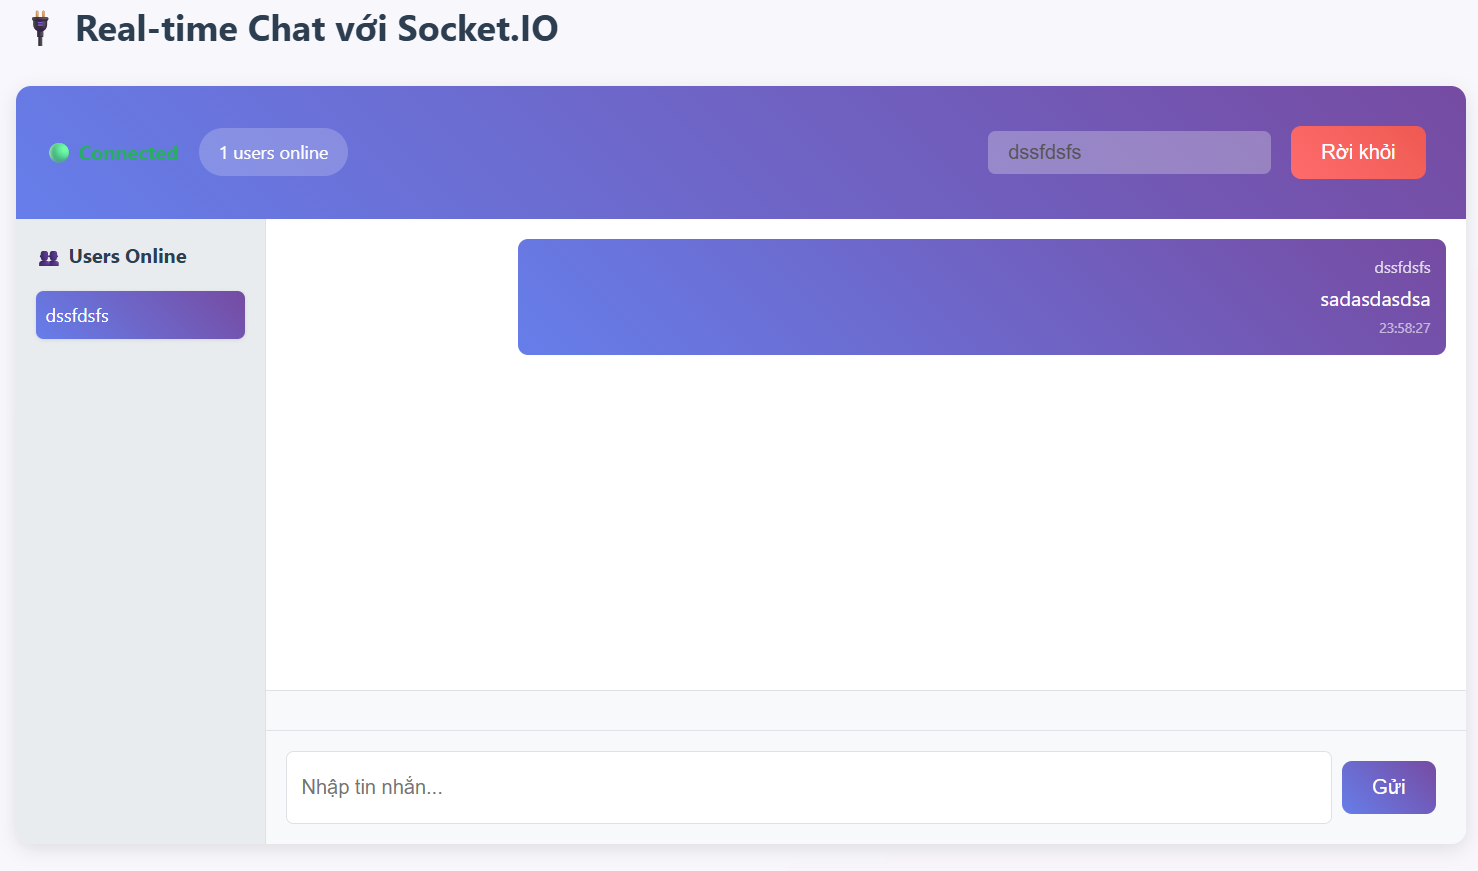 Real-time Chat với Socket.IO
Connected
1 users online
dssfdsfs
Rời khỏi
Users Online
dssfdsfs
dssfdsfs
sadasdasdsa
23:58:27
Nhập tin nhắn...
Gửi